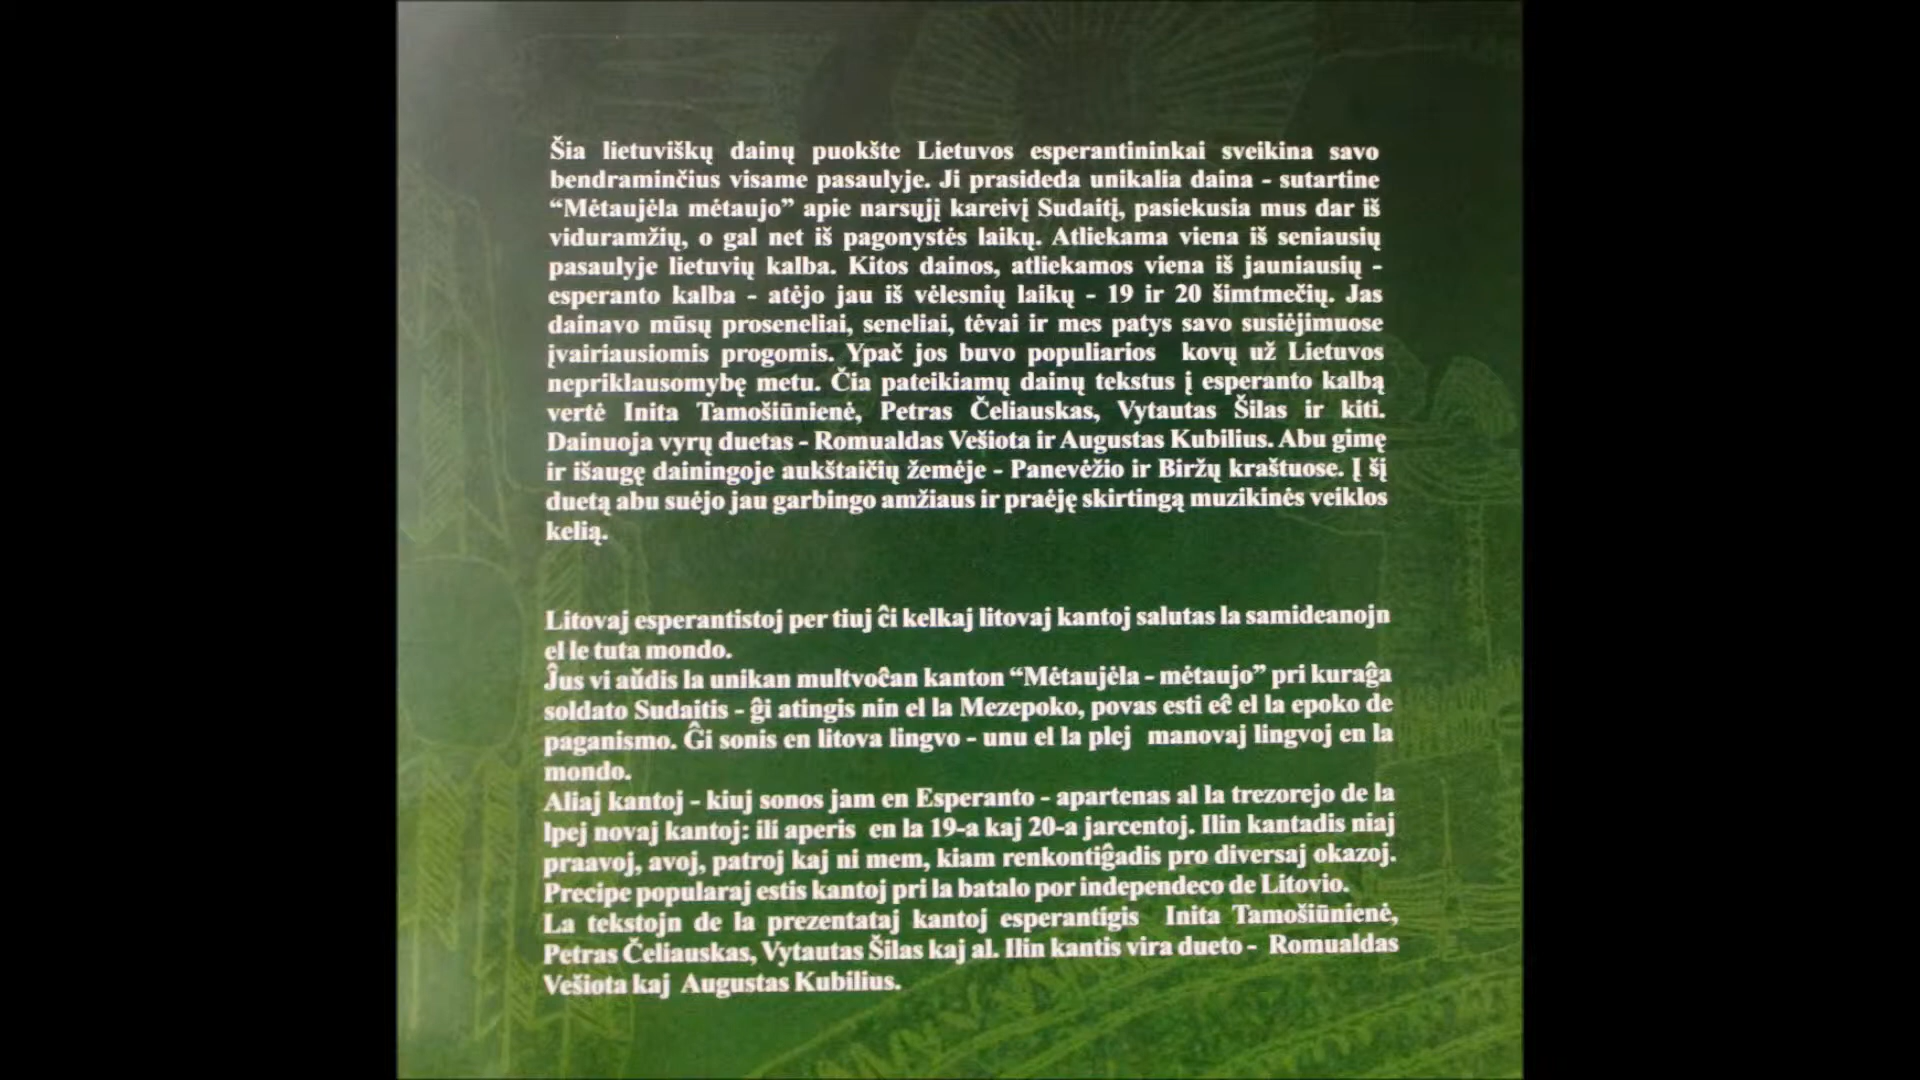 Šia lietuviškų dainų puokšte Lietuvos esperantininkai sveikina savo
bendraminčius visame pasaulyje. Ji prasideda unikalia daina - sutartine
“Mėtaujėla mėtaujo” apie narsųjį kareivį Sudaitį, pasiekusia mus dar iš
viduramžių, o gal net iš pagonystės laikų. Atliekama viena iš seniausių
pasaulyje lietuvių kalba. Kitos dainos, atliekamos viena iš jauniausių -
esperanto kalba - atėjo jau iš vėlesnių laikų - 19 ir 20 šimtmečių. Jas
dainavo mūsų proseneliai, seneliai, tėvai ir mes patys savo susiėjimuose
įvairiausiomis progomis. Ypač jos buvo populiarios kovų už Lietuvos
nepriklausomybę metu. Čia pateikiamų dainų tekstus į esperanto kalbą
vertė Inita Tamošiūnienė, Petras Čeliauskas, Vytautas Šilas ir kiti.
Dainuoja vyrų duetas - Romualdas Vešiota ir Augustas Kubilius. Abu gimę
ir išaugę dainingoje aukštaičių žemėje - Panevėžio ir Biržų kraštuose. Į šį
duetą abu suėjo jau garbingo amžiaus ir praėję skirtingą muzikinės veiklos
kelią.
Litovaj esperantistoj per tiuj ĉi kelkaj litovaj kantoj salutas la samideanojn
el le tuta mondo.
Ĵus vi aŭdis la unikan multvoĉan kanton “Mėtaujėla - mėtaujo” pri kuraĝa
soldato Sudaitis - ĝi atingis nin el la Mezepoko, povas esti eĉ el la epoko de
paganismo. Ĝi sonis en litova lingvo - unu el la plej manovaj lingvoj en la
mondo.
Aliaj kantoj - kiuj sonos jam en Esperanto - apartenas al la trezorejo de la
lpej novaj kantoj: ili aperis en la 19-a kaj 20-a jarcentoj. Ilin kantadis niaj
praavoj, avoj, patroj kaj ni mem, kiam renkontiĝadis pro diversaj okazoj.
Precipe popularaj estis kantoj pri la batalo por independeco de Litovio.
La tekstojn de la prezentataj kantoj esperantigis Inita Tamošiūnienė,
Petras Čeliauskas, Vytautas Šilas kaj al. Ilin kantis vira dueto - Romualdas
Vešiota kaj Augustas Kubilius.